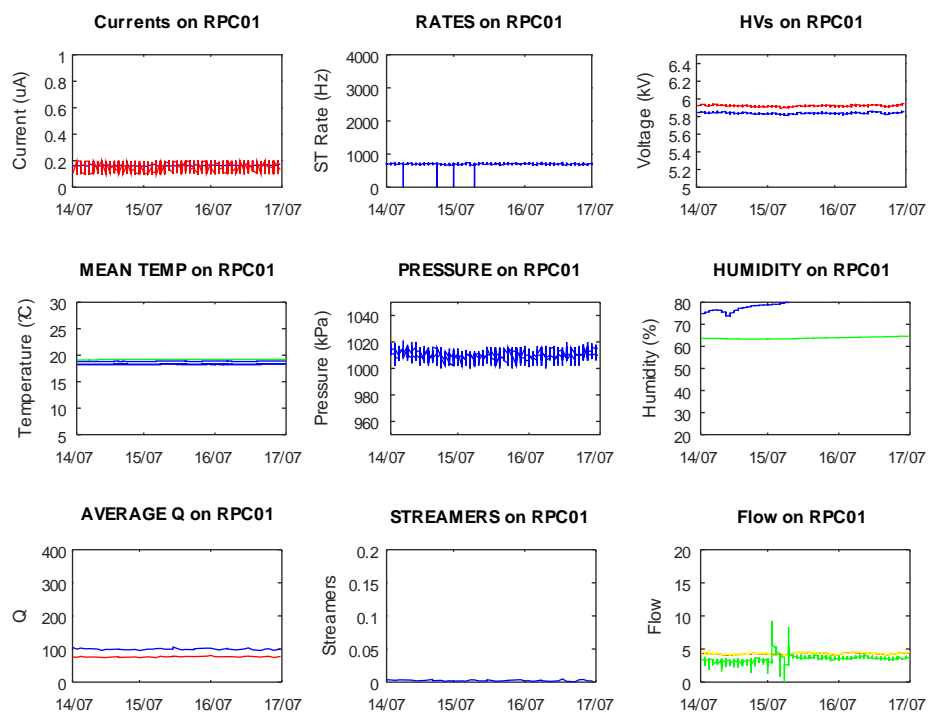 Currents on RPC01
RATES on RPC01
HVs on RPC01
Current (uA)
1
0.8
0.6
0.4
0.2
0
14/07 15/07 16/07 17/07
ST Rate (Hz)
4000
3000
2000
1000
0
14/07 15/07 16/07 17/07
Voltage (kV)
6.4
6.2
6
5.8
5.6
5.4
5.2
5
14/07 15/07 16/07 17/07
MEAN TEMP on RPC01
PRESSURE on RPC01
HUMIDITY on RPC01
Temperature (?C)
30
25
20
15
10
5
14/07 15/07 16/07 17/07
Pressure (kPa)
1040
1020
1000
980
960
14/07 15/07 16/07 17/07
Humidity (%)
80
70
60
50
40
30
20
14/07 15/07 16/07 17/07
AVERAGE Q on RPC01
STREAMERS on RPC01
Flow on RPC01
Q
400
300
200
100
0
14/07 15/07 16/07 17/07
Streamers
0.2
0.15
0.1
0.05
0
14/07 15/07 16/07 17/07
Flow
20
15
10
5
0
14/07 15/07 16/07 17/07